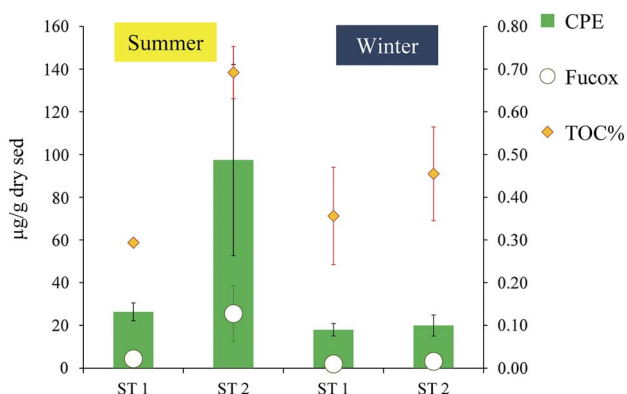 Summer
Winter
µg/g dry sed
160
140
120
100
80
60
40
20
0
0.80
0.70
0.60
0.50
0.40
0.30
0.20
0.10
0.00
ST 1
ST 2
ST 1
ST 2
CPE
Fucox
TOC%